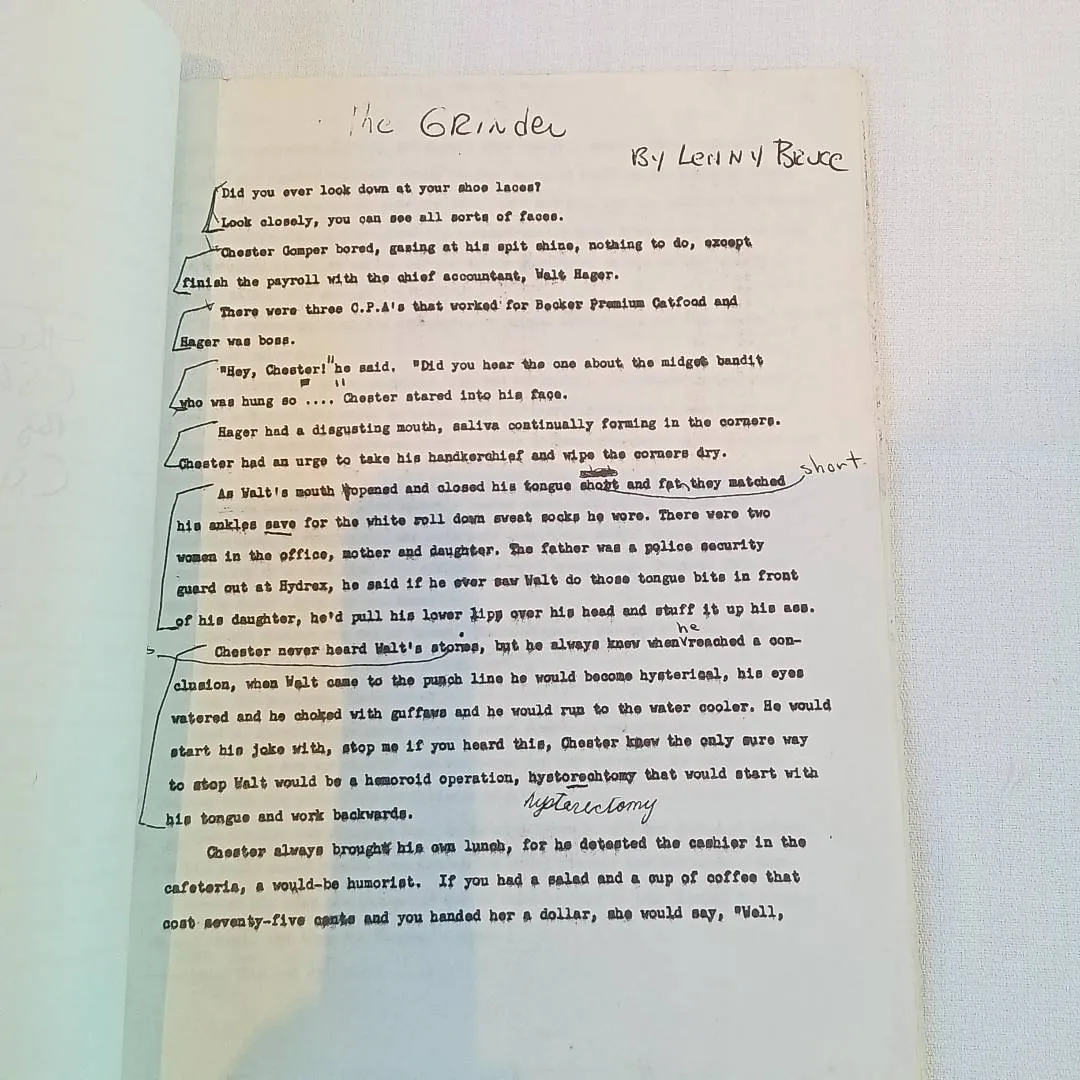 The GRinder
By LeNNY BRuce
Did you ever look down at your shoe laces?
Look closely, you can see all sorts of faces.
Chester Gomper bored, gazing at his spit shine, nothing to do, except
finish the payroll with the chief accountant, Walt Hager.
There were three C.P.A's that worked for Becker Premium Catfood and
Hager was boss.
"Hey, Chester!" he said. "Did you hear the one about the midget bandit
who was hung so ...." Chester stared into his face.
Hager had a disgusting mouth, saliva continually forming in the corners.
Chester had an urge to take his handkerchief and wipe the corners dry.
short.
As Walt's mouth opened and closed his tongue short and fat, they matched
his ankles save for the white roll down sweat socks he wore. There were two
women in the office, mother and daughter. The father was a police security
guard out at Hydrex, he said if he ever saw Walt do those tongue bits in front
of his daughter, he'd pull his lower lipp over his head and stuff it up his ass.
he
Chester never heard Walt's stories, but he always knew when reached a con-
clusion, when Walt came to the punch line he would become hysterical, his eyes
watered and he choked with guffaws and he would run to the water cooler. He would
start his joke with, stop me if you heard this, Chester knew the only sure way
to stop Walt would be a hemoroid operation, hystorechtomy that would start with
hysterectomy
his tongue and work backwards.
Chester always brought his own lunch, for he detested the cashier in the
cafeteria, a would-be humorist. If you had a salad and a cup of coffee that
cost seventy-five cents and you handed her a dollar, she would say, "Well,